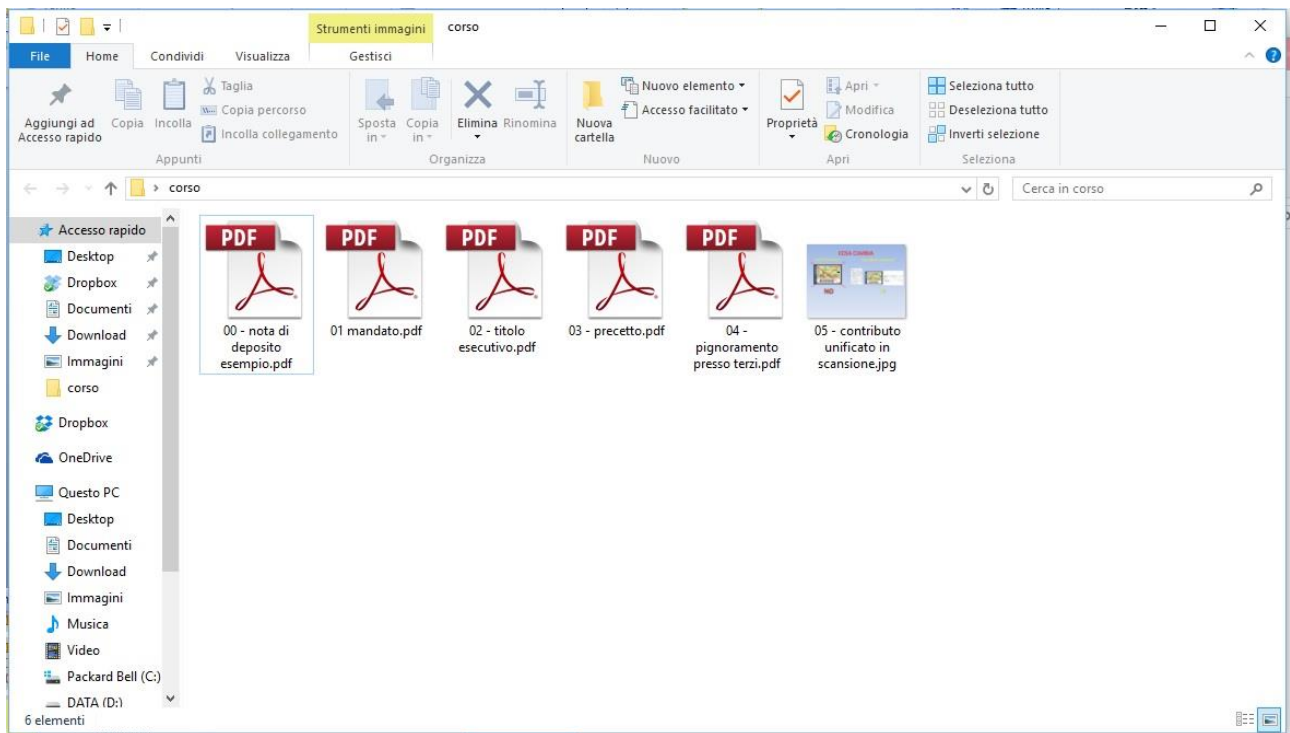 Strumenti immagini
corso
File
Home
Condividi
Visualizza
Gestisci
Aggiungi ad
Accesso rapido
Copia
Incolla
Taglia
Copia percorso
Incolla collegamento
Appunti
Sposta
in
Copia
in
Elimina
Rinomina
Organizza
Nuova
cartella
Nuovo elemento
Accesso facilitato
Nuovo
Proprietà
Apri
Modifica
Cronologia
Apri
Seleziona tutto
Deseleziona tutto
Inverti selezione
Seleziona
corso
Cerca in corso
Accesso rapido
Desktop
Dropbox
Documenti
Download
Immagini
corso
Dropbox
OneDrive
Questo PC
Desktop
Documenti
Download
Immagini
Musica
Video
Packard Bell (C:)
DATA (D:)
PDF
00 - nota di
deposito
esempio.pdf
PDF
01 mandato.pdf
PDF
02 - titolo
esecutivo.pdf
PDF
03 - precetto.pdf
PDF
04 -
pignoramento
presso terzi.pdf
COSA CAMBIA
NO
05 - contributo
unificato in
scansione.jpg
6 elementi